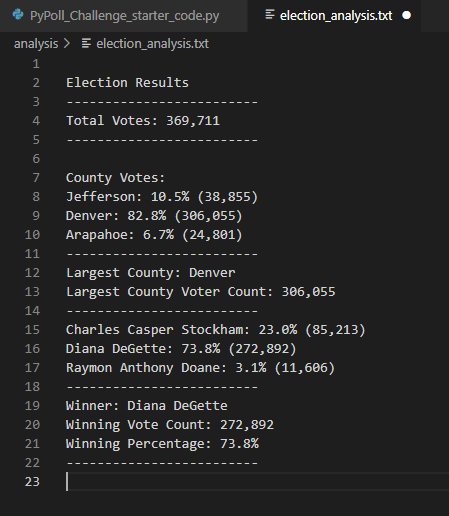 PyPoll_Challenge_starter_code.py
election_analysis.txt
analysis > election_analysis.txt
1
2 Election Results
3 -------------------------
4 Total Votes: 369,711
5 -------------------------
6
7 County Votes:
8 Jefferson: 10.5% (38,855)
9 Denver: 82.8% (306,055)
10 Arapahoe: 6.7% (24,801)
11 -------------------------
12 Largest County: Denver
13 Largest County Voter Count: 306,055
14 -------------------------
15 Charles Casper Stockham: 23.0% (85,213)
16 Diana DeGette: 73.8% (272,892)
17 Raymon Anthony Doane: 3.1% (11,606)
18 -------------------------
19 Winner: Diana DeGette
20 Winning Vote Count: 272,892
21 Winning Percentage: 73.8%
22 -------------------------
23